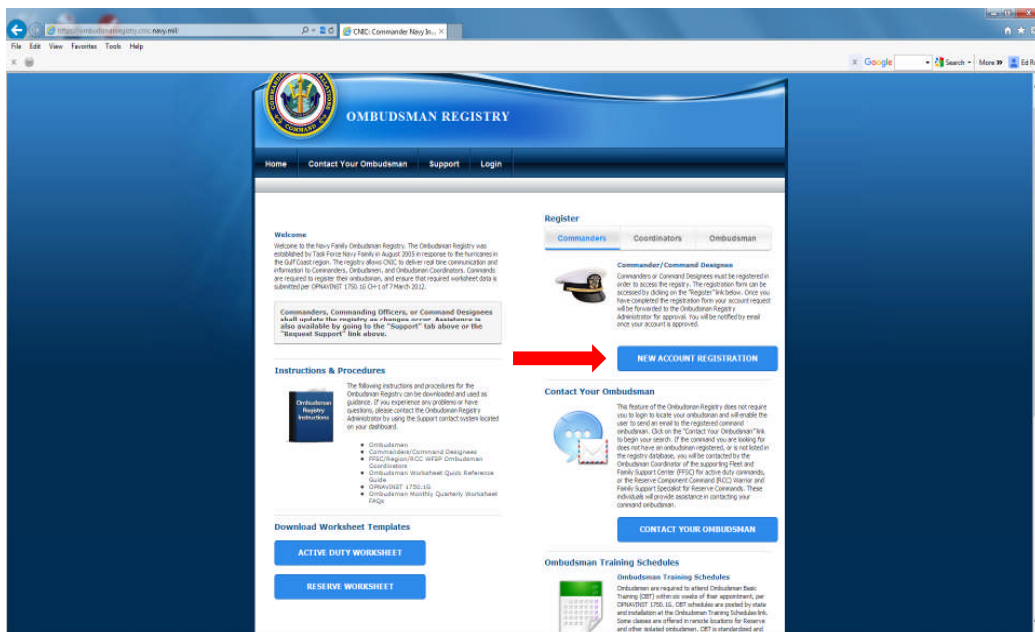 https://ombudsmanregistry.cnic.navy.mil/
CNIC: Commander Navy In...
File Edit View Favorites Tools Help
x Google Search More »
OMBUDSMAN REGISTRY
Home Contact Your Ombudsman Support Login
Welcome
Welcome to the Navy Family Ombudsman Registry. The Ombudsman Registry was
established by Task Force Navy Family in August 2005 in response to the hurricanes in
the Gulf Coast region. The registry allows CNIC to deliver real time communication and
information to Commanders, Ombudsmen, and Ombudsman Coordinators. Commands
are required to register their ombudsman, and ensure that required worksheet data is
submitted per OPNAVINST 1750.1G CH-1 of 7 March 2012.
Commanders, Commanding Officers, or Command Designees
shall update the registry as changes occur. Assistance is
also available by going to the "Support" tab above or the
"Request Support" link above.
Instructions & Procedures
Ombudsman
Registry
Instructions
The following instructions and procedures for the
Ombudsman Registry can be downloaded and used as
guidance. If you experience any problems or have
questions, please contact the Ombudsman Registry
Administrator by using the Support contact system located
on your dashboard.
Ombudsmen
Commanders/Command Designees
FFSC/Region/RCC WFSP Ombudsman
Coordinators
Ombudsman Worksheet Quick Reference
Guide
OPNAVINST 1750.1G
Ombudsman Monthly Quarterly Worksheet
FAQs
Download Worksheet Templates
ACTIVE DUTY WORKSHEET
RESERVE WORKSHEET
Register
Commanders Coordinators Ombudsman
Commander/Command Designee
Commanders or Command Designees must be registered in
order to access the registry. The registration form can be
accessed by clicking on the "Register" link below. Once you
have completed the registration form your account request
will be forwarded to the Ombudsman Registry
Administrator for approval. You will be notified by email
once your account is approved.
NEW ACCOUNT REGISTRATION
Contact Your Ombudsman
This feature of the Ombudsman Registry does not require
you to login to locate your ombudsman and will enable the
user to send an email to the registered command
ombudsman. Click on the "Contact Your Ombudsman" link
to begin your search. If the command you are looking for
does not have an ombudsman registered, or is not listed in
the registry database, you will be contacted by the
Ombudsman Coordinator of the supporting Fleet and
Family Support Center (FFSC) for active duty commands,
or the Reserve Component Command (RCC) Warrior and
Family Support Specialist for Reserve Commands. These
individuals will provide assistance in contacting your
command ombudsman.
CONTACT YOUR OMBUDSMAN
Ombudsman Training Schedules
Ombudsman Training Schedules
Ombudsmen are required to attend Ombudsman Basic
Training (OBT) within six weeks of their appointment, per
OPNAVINST 1750.1G. OBT schedules are posted by state
and installation at the Ombudsman Training Schedules link.
Some classes are offered in remote locations for Reserve
and other isolated ombudsmen. OBT is standardized and